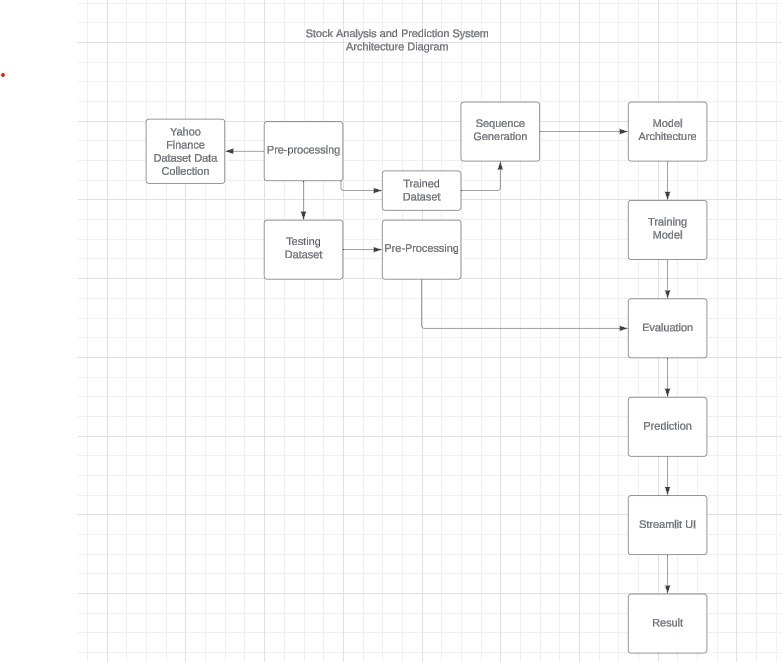 Stock Analysis and Prediction System
Architecture Diagram
Yahoo
Finance
Dataset Data
Collection
Pre-processing
Trained
Dataset
Sequence
Generation
Model
Architecture
Testing
Dataset
Pre-Processing
Training
Model
Evaluation
Prediction
Streamlit UI
Result